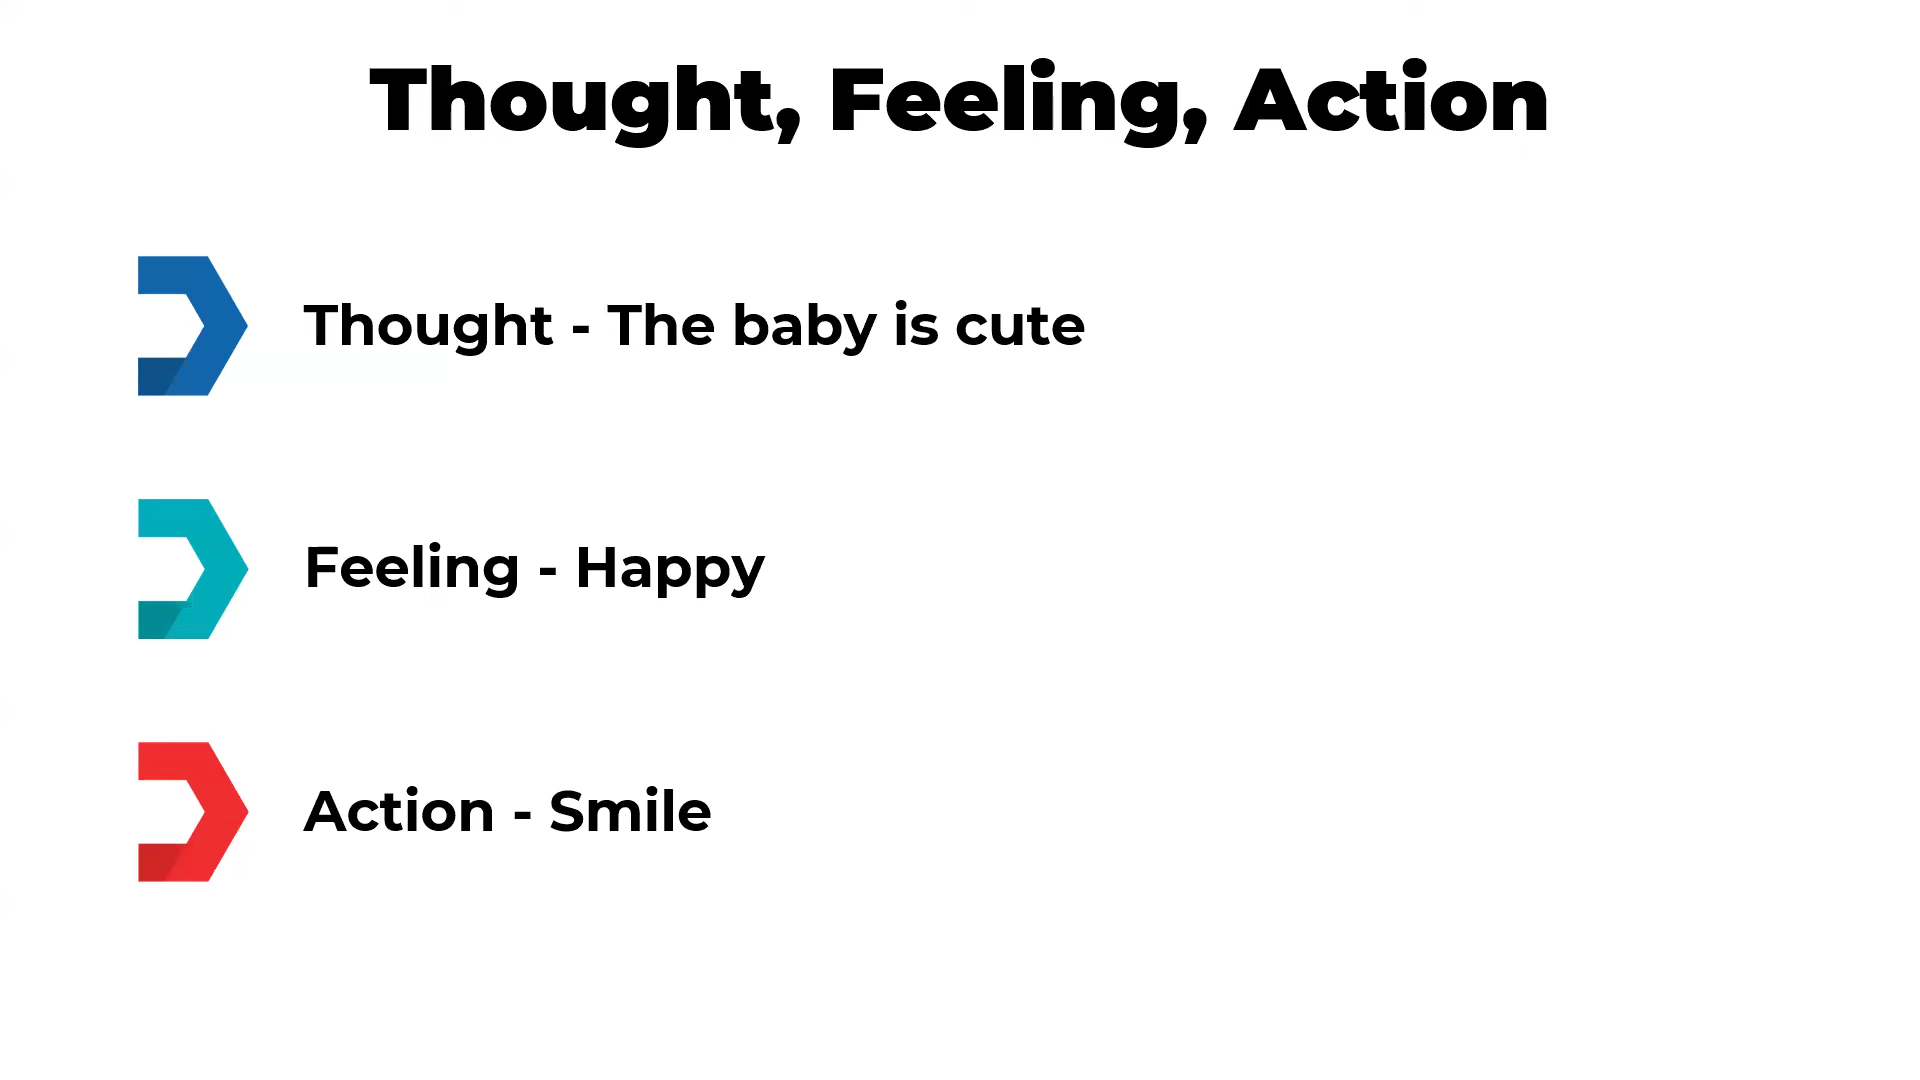 Thought, Feeling, Action
Thought - The baby is cute
Feeling - Happy
Action - Smile